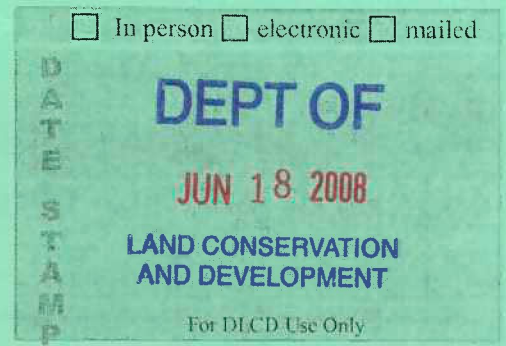 ☐ In person ☐ electronic ☐ mailed
DATE STAMP
DEPT OF
JUN 18 2008
LAND CONSERVATION
AND DEVELOPMENT
For DLCD Use Only